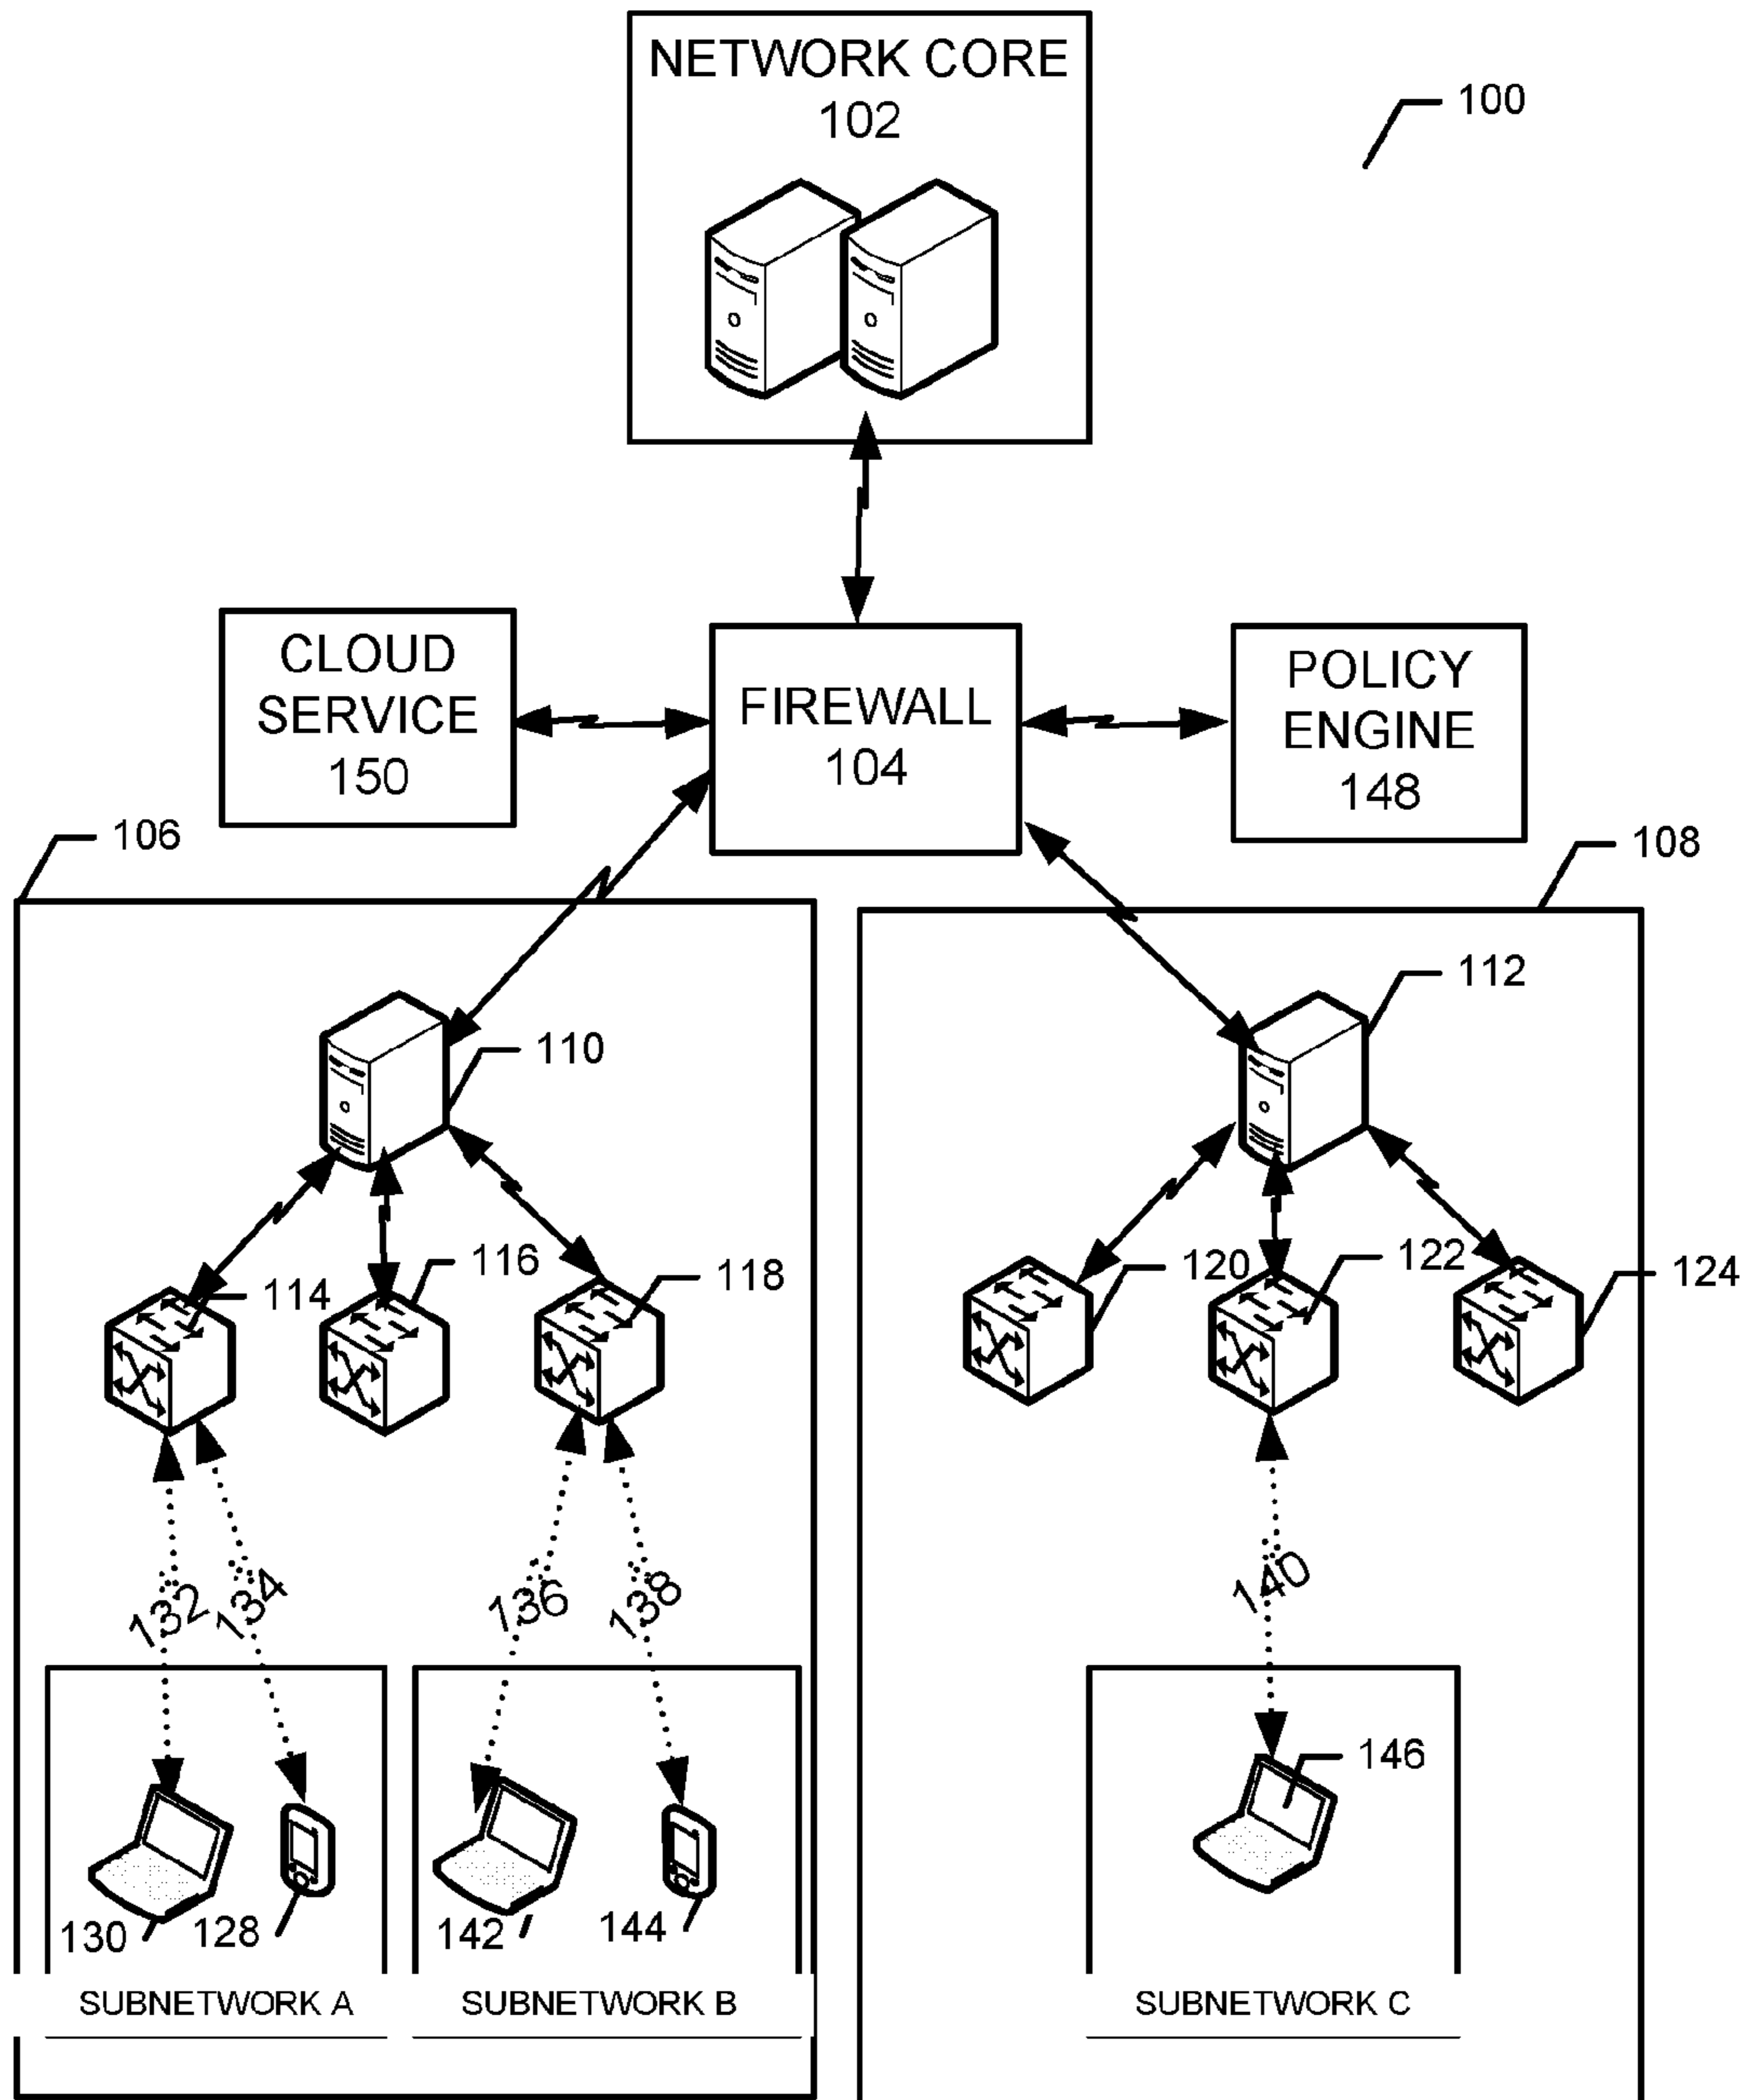 NETWORK CORE
102
100
CLOUD
SERVICE
150
FIREWALL
104
POLICY
ENGINE
148
106
108
110
112
114
116
118
120
122
124
132
134
136
138
140
146
130
128
142
144
SUBNETWORK A
SUBNETWORK B
SUBNETWORK C